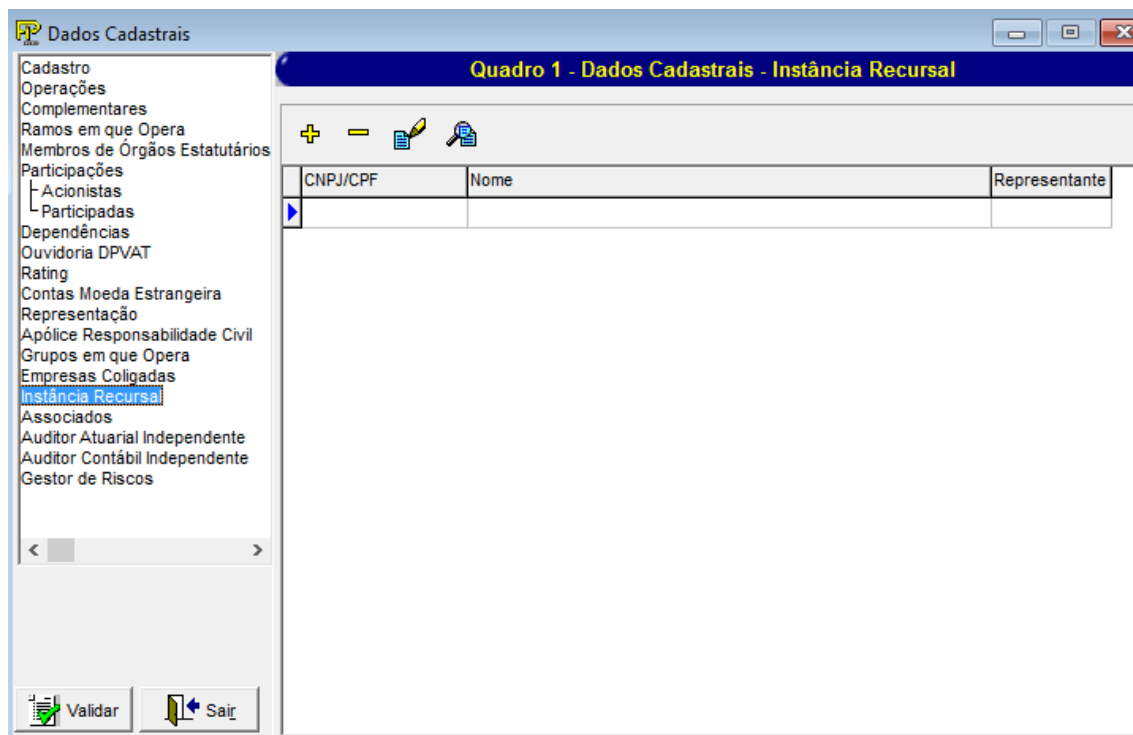 Dados Cadastrais
Cadastro
Operações
Complementares
Ramos em que Opera
Membros de Órgãos Estatutários
Participações
Acionistas
Participadas
Dependências
Ouvidoria DPVAT
Rating
Contas Moeda Estrangeira
Representação
Apólice Responsabilidade Civil
Grupos em que Opera
Empresas Coligadas
Instância Recursal
Associados
Auditor Atuarial Independente
Auditor Contábil Independente
Gestor de Riscos
Validar
Sair
Quadro 1 - Dados Cadastrais - Instância Recursal
CNPJ/CPF Nome Representante